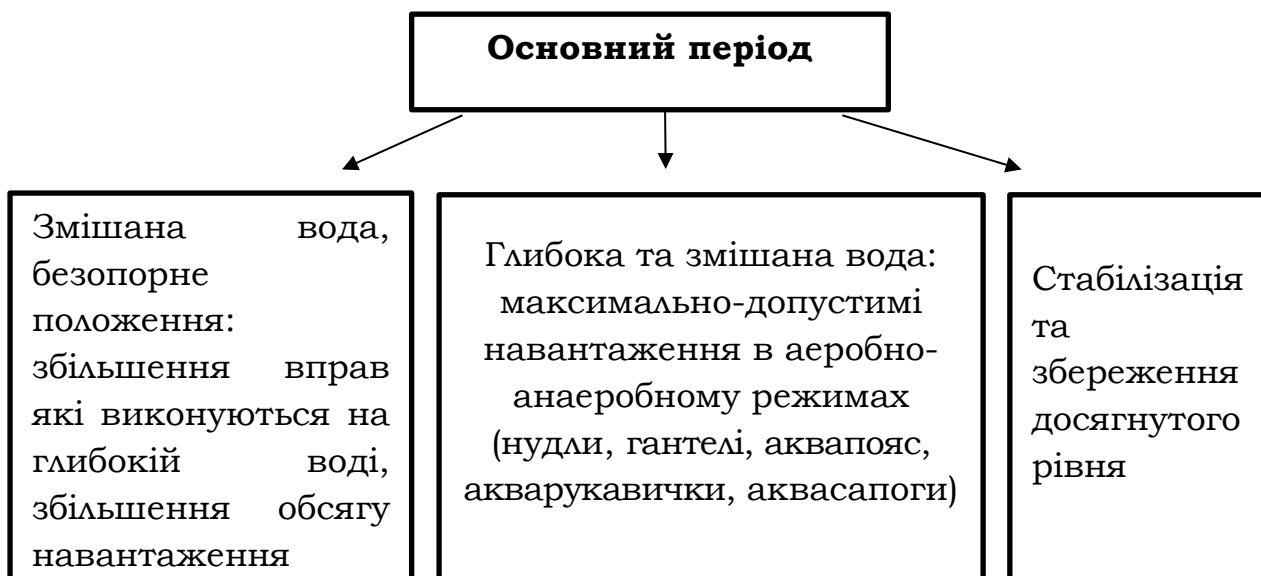 Основний період
Змішана вода,
безопорне
положення:
збільшення вправ
які виконуються на
глибокій воді,
збільшення обсягу
навантаження
Глибока та змішана вода:
максимально-допустимі
навантаження в аеробно-
анаеробному режимах
(нудли, гантелі, аквапояс,
акварукавички, аквасапоги)
Стабілізація
та
збереження
досягнутого
рівня